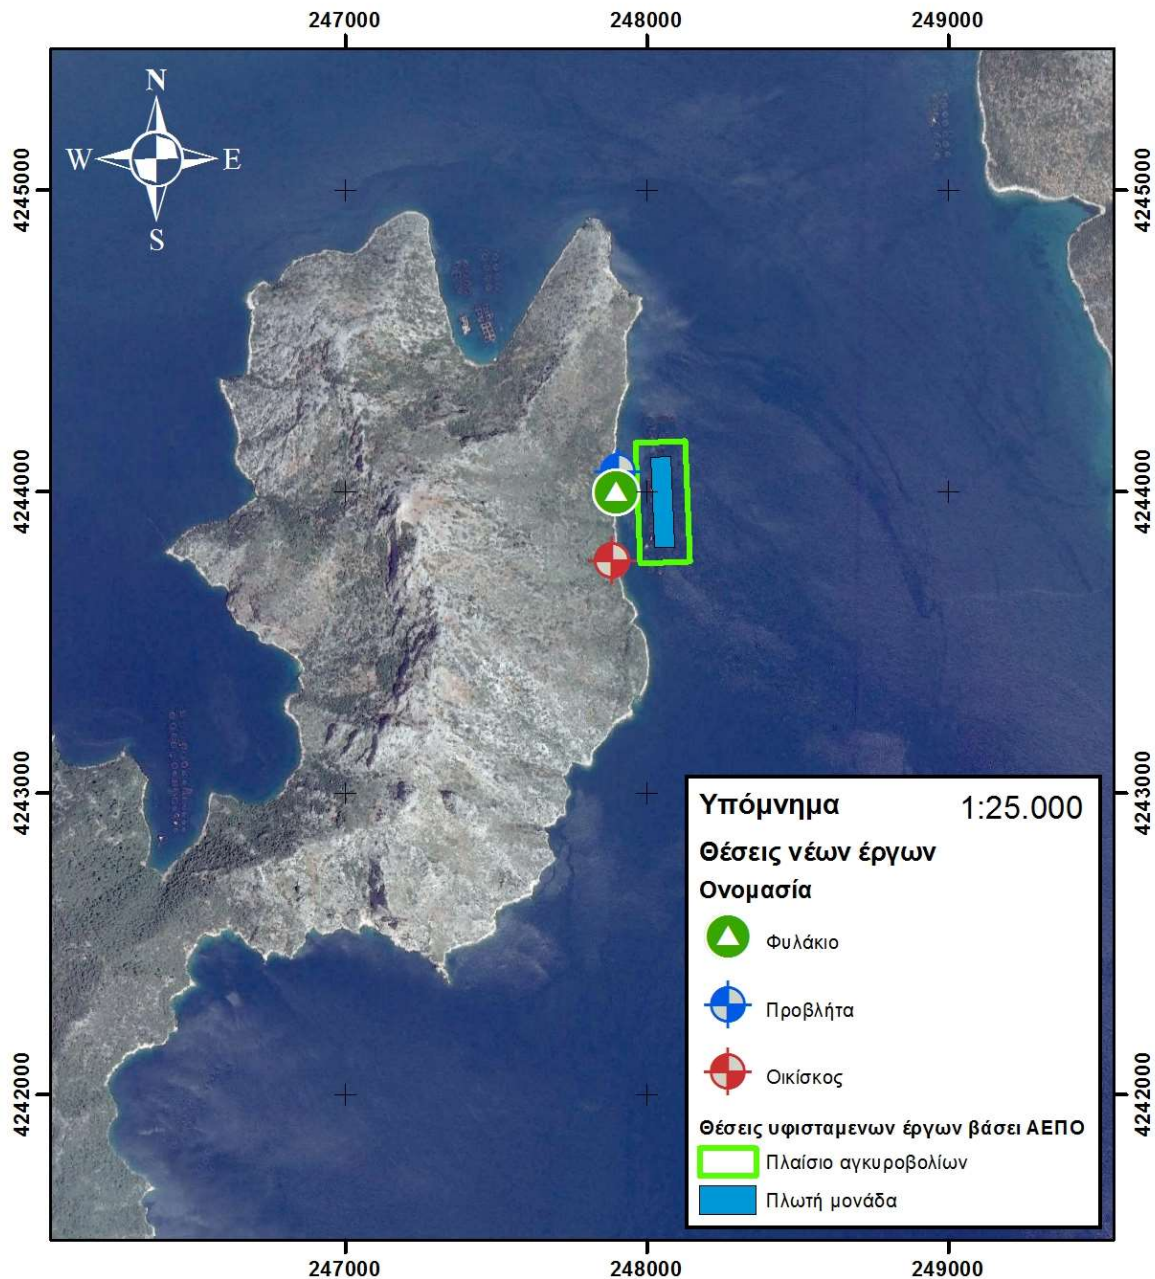 247000 248000 249000
N
W E
S
4245000 4245000
4244000 4244000
4243000 4243000
Υπόμνημα 1:25.000
Θέσεις νέων έργων
Ονομασία
Φυλάκιο
Προβλήτα
Οικίσκος
4242000 4242000
Θέσεις υφισταμενων έργων βάσει ΑΕΠΟ
Πλαίσιο αγκυροβολίων
Πλωτή μονάδα
247000 248000 249000